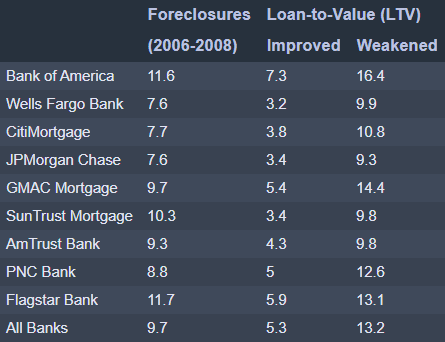 Foreclosures Loan-to-Value (LTV)
(2006-2008) Improved Weakened
Bank of America 11.6 7.3 16.4
Wells Fargo Bank 7.6 3.2 9.9
CitiMortgage 7.7 3.8 10.8
JPMorgan Chase 7.6 3.4 9.3
GMAC Mortgage 9.7 5.4 14.4
SunTrust Mortgage 10.3 3.4 9.8
AmTrust Bank 9.3 4.3 9.8
PNC Bank 8.8 5 12.6
Flagstar Bank 11.7 5.9 13.1
All Banks 9.7 5.3 13.2